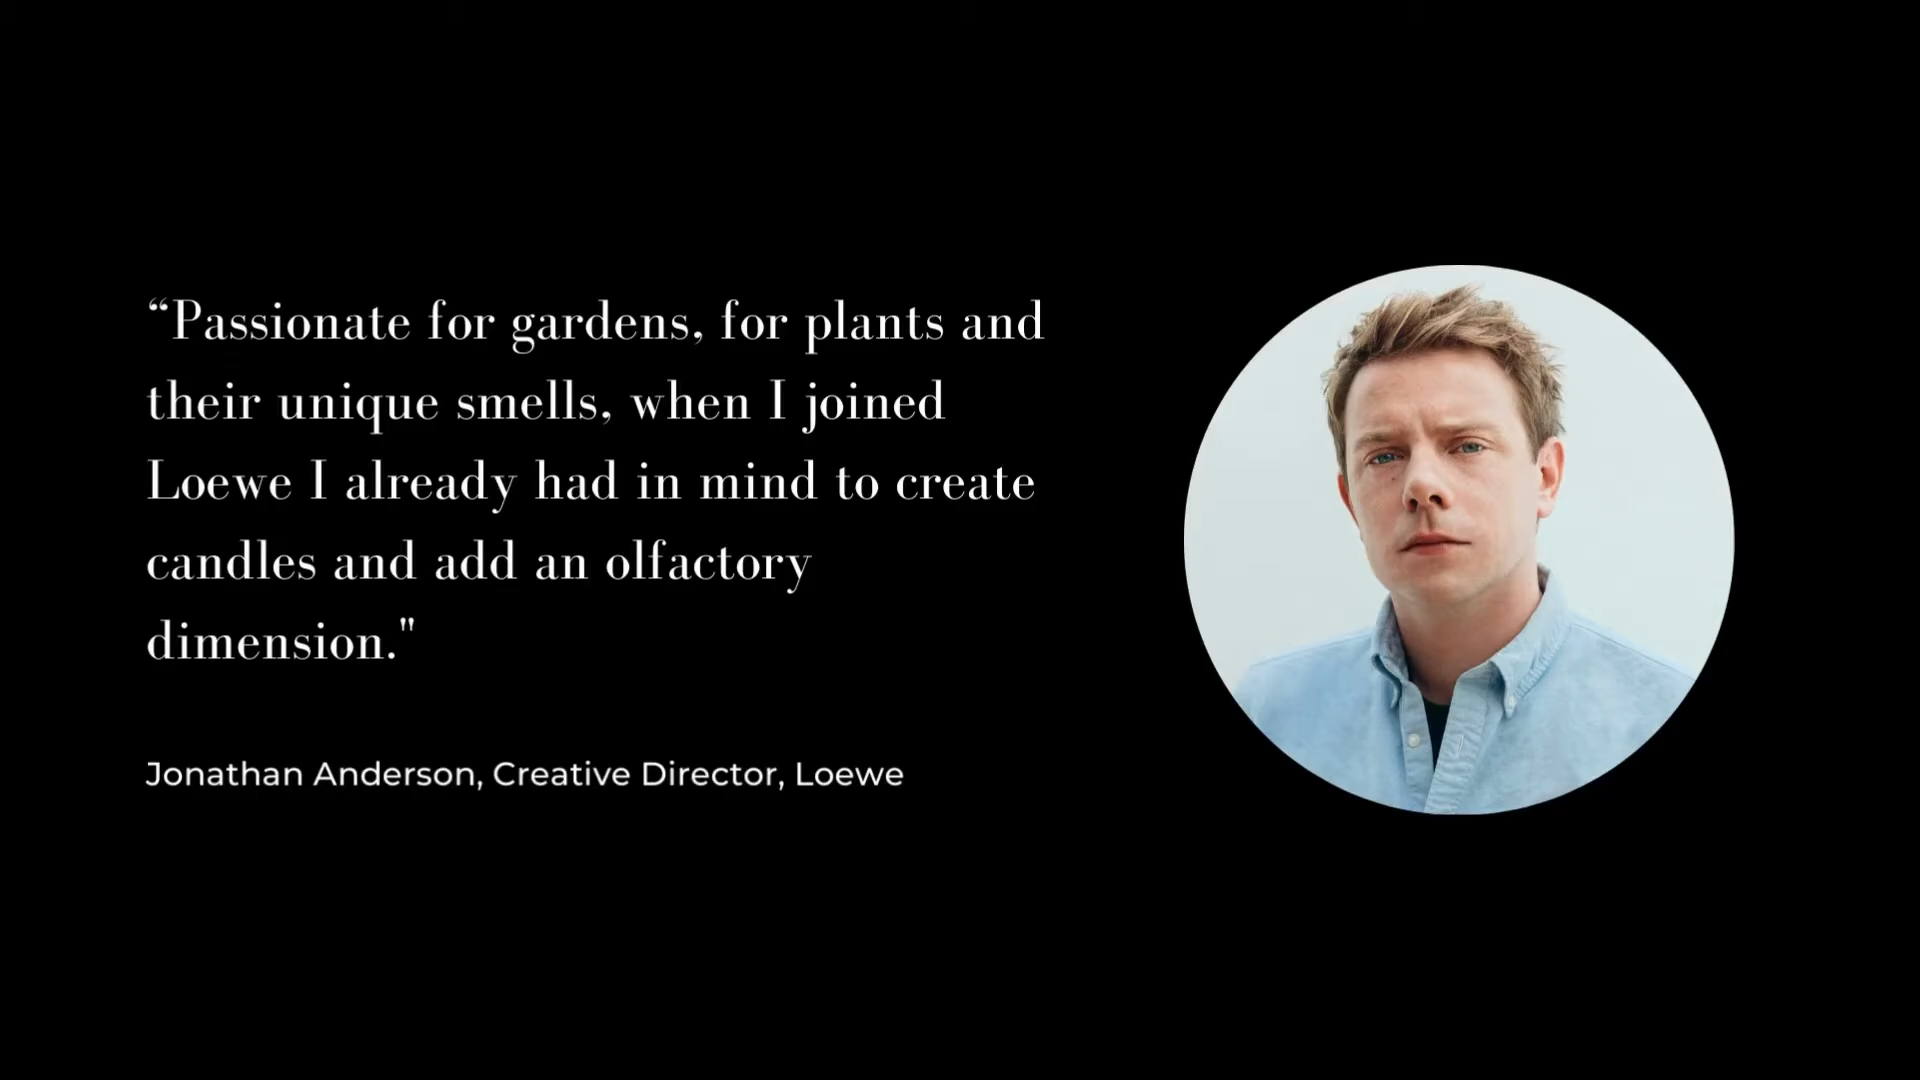 “Passionate for gardens, for plants and
their unique smells, when I joined
Loewe I already had in mind to create
candles and add an olfactory
dimension."
Jonathan Anderson, Creative Director, Loewe